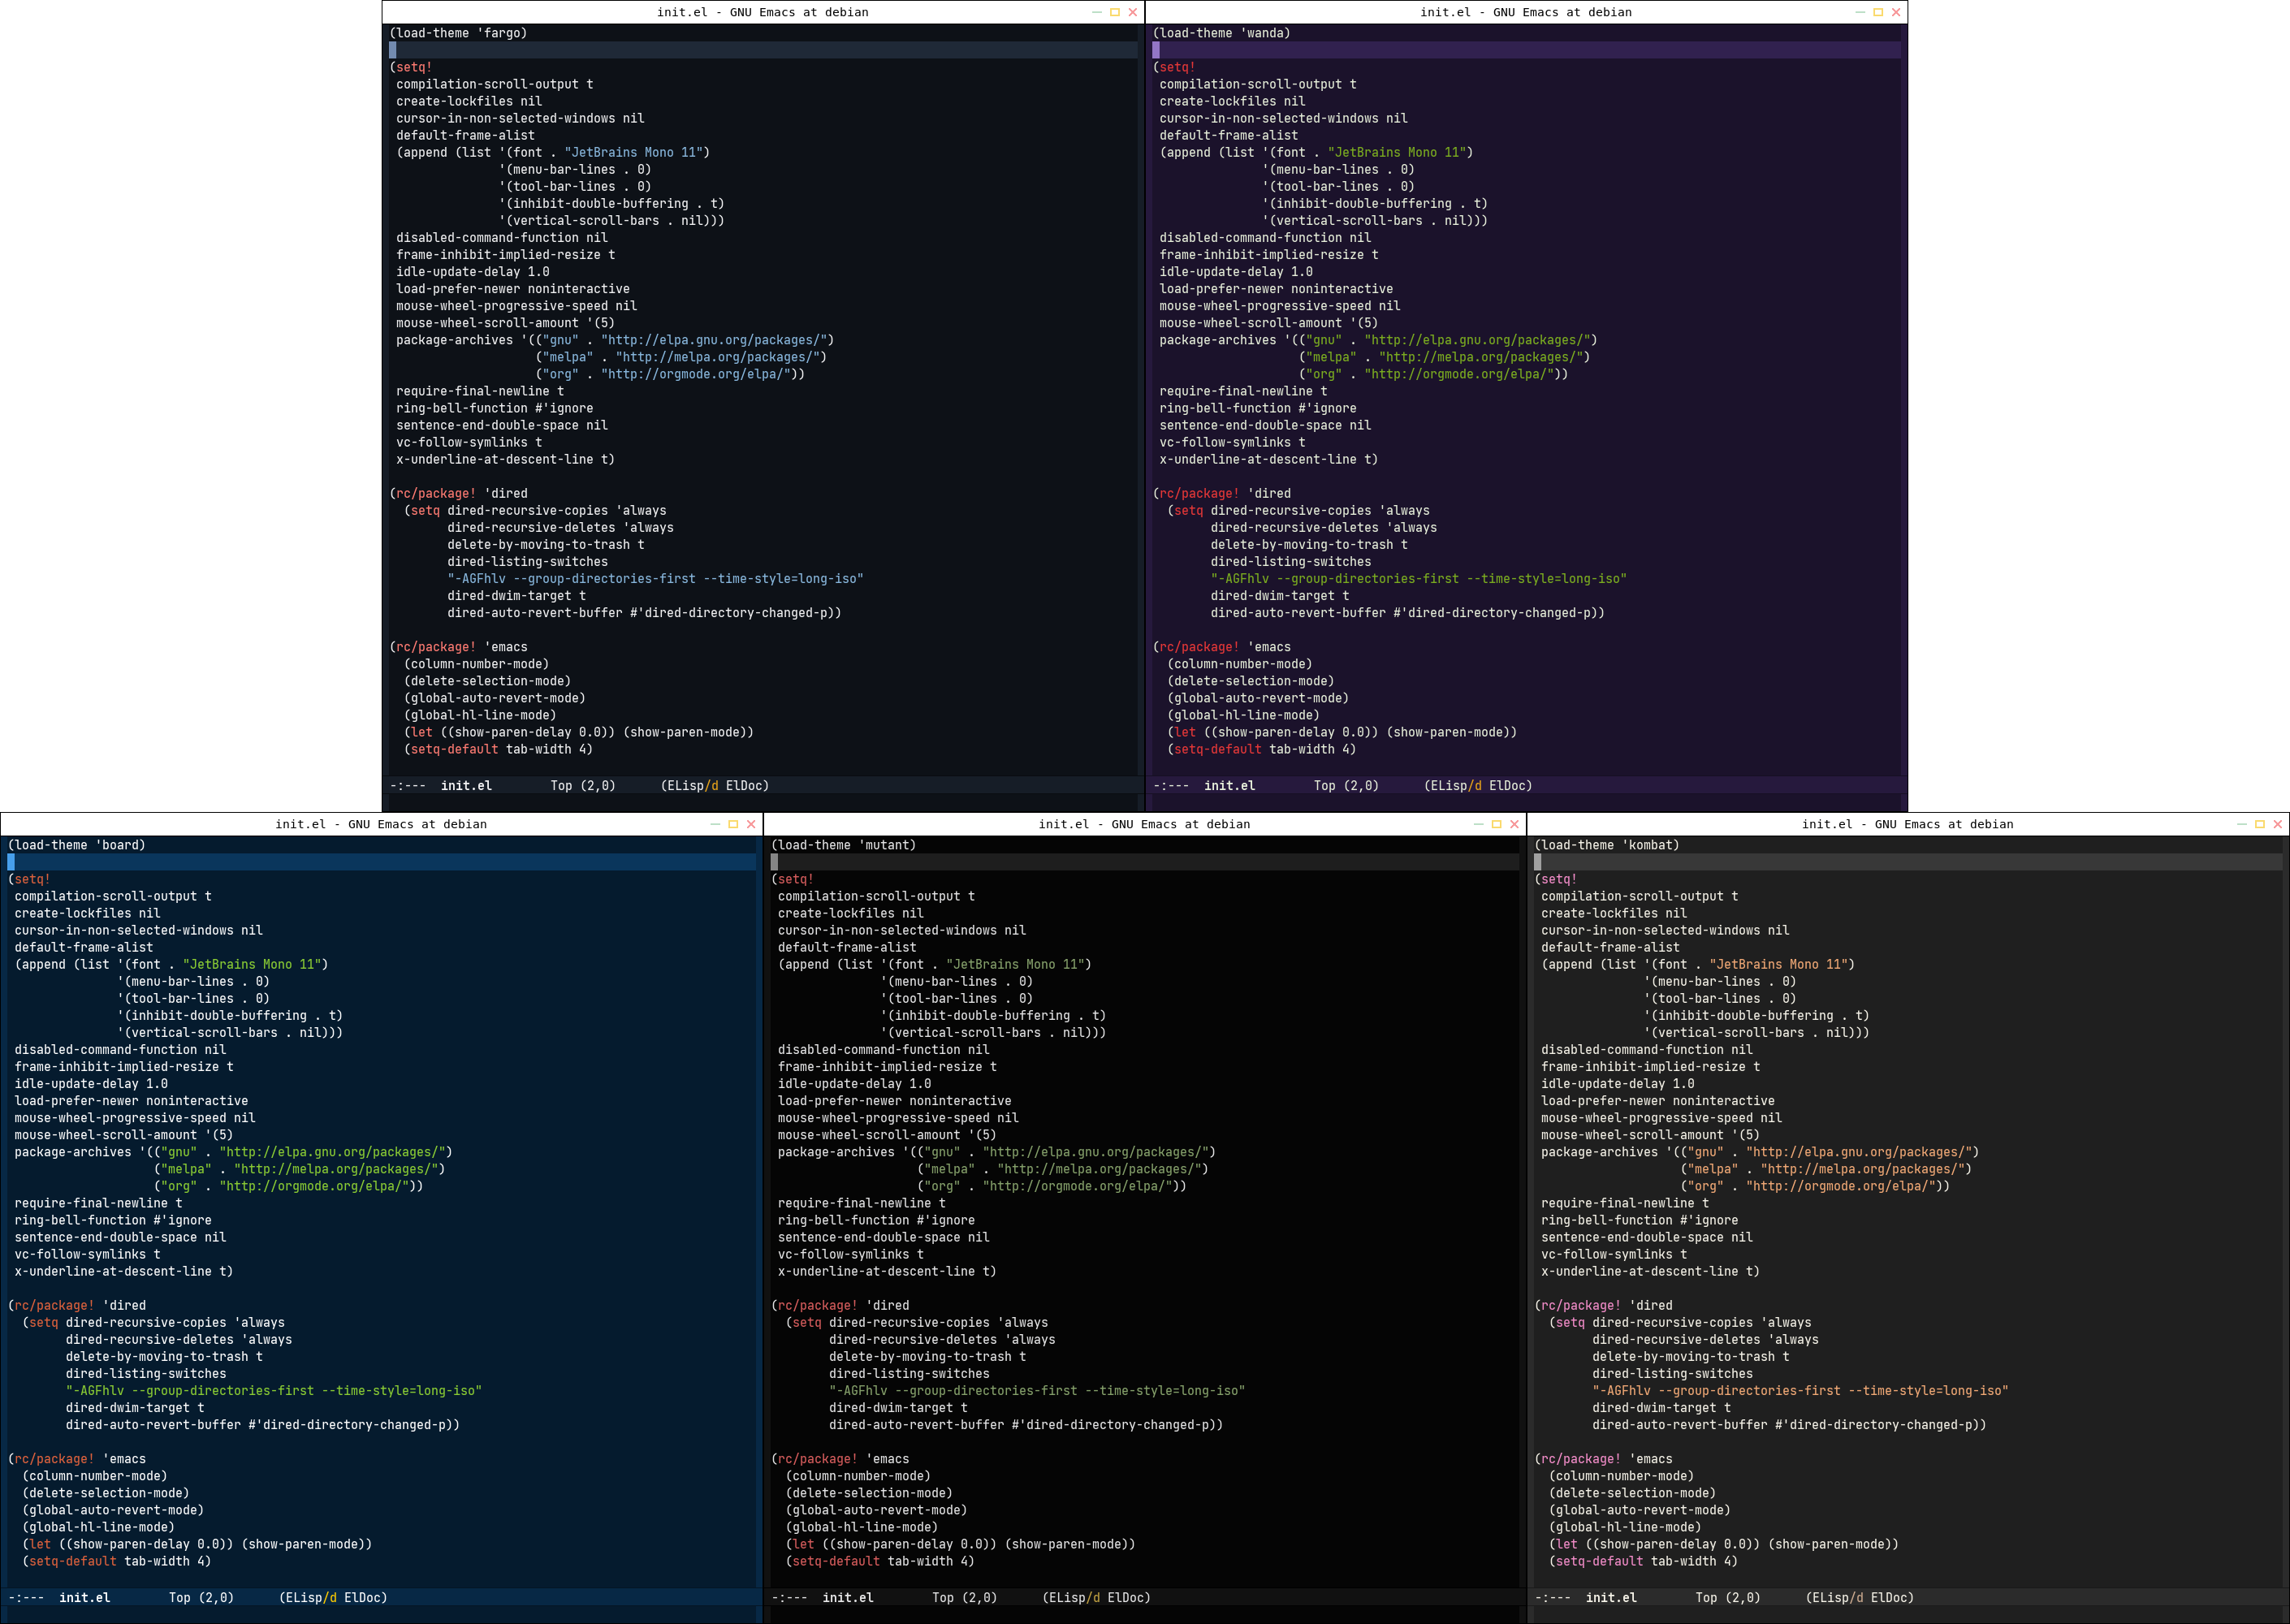 init.el - GNU Emacs at debian
(load-theme 'fargo)
(setq!
 compilation-scroll-output t
 create-lockfiles nil
 cursor-in-non-selected-windows nil
 default-frame-alist
 (append (list '(font . "JetBrains Mono 11")
               '(menu-bar-lines . 0)
               '(tool-bar-lines . 0)
               '(inhibit-double-buffering . t)
               '(vertical-scroll-bars . nil)))
 disabled-command-function nil
 frame-inhibit-implied-resize t
 idle-update-delay 1.0
 load-prefer-newer noninteractive
 mouse-wheel-progressive-speed nil
 mouse-wheel-scroll-amount '(5)
 package-archives '(("gnu" . "http://elpa.gnu.org/packages/")
                    ("melpa" . "http://melpa.org/packages/")
                    ("org" . "http://orgmode.org/elpa/"))
 require-final-newline t
 ring-bell-function #'ignore
 sentence-end-double-space nil
 vc-follow-symlinks t
 x-underline-at-descent-line t)
(rc/package! 'dired
  (setq dired-recursive-copies 'always
        dired-recursive-deletes 'always
        delete-by-moving-to-trash t
        dired-listing-switches
        "-AGFhlv --group-directories-first --time-style=long-iso"
        dired-dwim-target t
        dired-auto-revert-buffer #'dired-directory-changed-p))
(rc/package! 'emacs
  (column-number-mode)
  (delete-selection-mode)
  (global-auto-revert-mode)
  (global-hl-line-mode)
  (let ((show-paren-delay 0.0)) (show-paren-mode))
  (setq-default tab-width 4)
-:---  init.el        Top (2,0)      (ELisp/d ElDoc)
init.el - GNU Emacs at debian
(load-theme 'wanda)
(setq!
 compilation-scroll-output t
 create-lockfiles nil
 cursor-in-non-selected-windows nil
 default-frame-alist
 (append (list '(font . "JetBrains Mono 11")
               '(menu-bar-lines . 0)
               '(tool-bar-lines . 0)
               '(inhibit-double-buffering . t)
               '(vertical-scroll-bars . nil)))
 disabled-command-function nil
 frame-inhibit-implied-resize t
 idle-update-delay 1.0
 load-prefer-newer noninteractive
 mouse-wheel-progressive-speed nil
 mouse-wheel-scroll-amount '(5)
 package-archives '(("gnu" . "http://elpa.gnu.org/packages/")
                    ("melpa" . "http://melpa.org/packages/")
                    ("org" . "http://orgmode.org/elpa/"))
 require-final-newline t
 ring-bell-function #'ignore
 sentence-end-double-space nil
 vc-follow-symlinks t
 x-underline-at-descent-line t)
(rc/package! 'dired
  (setq dired-recursive-copies 'always
        dired-recursive-deletes 'always
        delete-by-moving-to-trash t
        dired-listing-switches
        "-AGFhlv --group-directories-first --time-style=long-iso"
        dired-dwim-target t
        dired-auto-revert-buffer #'dired-directory-changed-p))
(rc/package! 'emacs
  (column-number-mode)
  (delete-selection-mode)
  (global-auto-revert-mode)
  (global-hl-line-mode)
  (let ((show-paren-delay 0.0)) (show-paren-mode))
  (setq-default tab-width 4)
-:---  init.el        Top (2,0)      (ELisp/d ElDoc)
init.el - GNU Emacs at debian
(load-theme 'board)
(setq!
 compilation-scroll-output t
 create-lockfiles nil
 cursor-in-non-selected-windows nil
 default-frame-alist
 (append (list '(font . "JetBrains Mono 11")
               '(menu-bar-lines . 0)
               '(tool-bar-lines . 0)
               '(inhibit-double-buffering . t)
               '(vertical-scroll-bars . nil)))
 disabled-command-function nil
 frame-inhibit-implied-resize t
 idle-update-delay 1.0
 load-prefer-newer noninteractive
 mouse-wheel-progressive-speed nil
 mouse-wheel-scroll-amount '(5)
 package-archives '(("gnu" . "http://elpa.gnu.org/packages/")
                    ("melpa" . "http://melpa.org/packages/")
                    ("org" . "http://orgmode.org/elpa/"))
 require-final-newline t
 ring-bell-function #'ignore
 sentence-end-double-space nil
 vc-follow-symlinks t
 x-underline-at-descent-line t)
(rc/package! 'dired
  (setq dired-recursive-copies 'always
        dired-recursive-deletes 'always
        delete-by-moving-to-trash t
        dired-listing-switches
        "-AGFhlv --group-directories-first --time-style=long-iso"
        dired-dwim-target t
        dired-auto-revert-buffer #'dired-directory-changed-p))
(rc/package! 'emacs
  (column-number-mode)
  (delete-selection-mode)
  (global-auto-revert-mode)
  (global-hl-line-mode)
  (let ((show-paren-delay 0.0)) (show-paren-mode))
  (setq-default tab-width 4)
-:---  init.el        Top (2,0)      (ELisp/d ElDoc)
init.el - GNU Emacs at debian
(load-theme 'mutant)
(setq!
 compilation-scroll-output t
 create-lockfiles nil
 cursor-in-non-selected-windows nil
 default-frame-alist
 (append (list '(font . "JetBrains Mono 11")
               '(menu-bar-lines . 0)
               '(tool-bar-lines . 0)
               '(inhibit-double-buffering . t)
               '(vertical-scroll-bars . nil)))
 disabled-command-function nil
 frame-inhibit-implied-resize t
 idle-update-delay 1.0
 load-prefer-newer noninteractive
 mouse-wheel-progressive-speed nil
 mouse-wheel-scroll-amount '(5)
 package-archives '(("gnu" . "http://elpa.gnu.org/packages/")
                    ("melpa" . "http://melpa.org/packages/")
                    ("org" . "http://orgmode.org/elpa/"))
 require-final-newline t
 ring-bell-function #'ignore
 sentence-end-double-space nil
 vc-follow-symlinks t
 x-underline-at-descent-line t)
(rc/package! 'dired
  (setq dired-recursive-copies 'always
        dired-recursive-deletes 'always
        delete-by-moving-to-trash t
        dired-listing-switches
        "-AGFhlv --group-directories-first --time-style=long-iso"
        dired-dwim-target t
        dired-auto-revert-buffer #'dired-directory-changed-p))
(rc/package! 'emacs
  (column-number-mode)
  (delete-selection-mode)
  (global-auto-revert-mode)
  (global-hl-line-mode)
  (let ((show-paren-delay 0.0)) (show-paren-mode))
  (setq-default tab-width 4)
-:---  init.el        Top (2,0)      (ELisp/d ElDoc)
init.el - GNU Emacs at debian
(load-theme 'kombat)
(setq!
 compilation-scroll-output t
 create-lockfiles nil
 cursor-in-non-selected-windows nil
 default-frame-alist
 (append (list '(font . "JetBrains Mono 11")
               '(menu-bar-lines . 0)
               '(tool-bar-lines . 0)
               '(inhibit-double-buffering . t)
               '(vertical-scroll-bars . nil)))
 disabled-command-function nil
 frame-inhibit-implied-resize t
 idle-update-delay 1.0
 load-prefer-newer noninteractive
 mouse-wheel-progressive-speed nil
 mouse-wheel-scroll-amount '(5)
 package-archives '(("gnu" . "http://elpa.gnu.org/packages/")
                    ("melpa" . "http://melpa.org/packages/")
                    ("org" . "http://orgmode.org/elpa/"))
 require-final-newline t
 ring-bell-function #'ignore
 sentence-end-double-space nil
 vc-follow-symlinks t
 x-underline-at-descent-line t)
(rc/package! 'dired
  (setq dired-recursive-copies 'always
        dired-recursive-deletes 'always
        delete-by-moving-to-trash t
        dired-listing-switches
        "-AGFhlv --group-directories-first --time-style=long-iso"
        dired-dwim-target t
        dired-auto-revert-buffer #'dired-directory-changed-p))
(rc/package! 'emacs
  (column-number-mode)
  (delete-selection-mode)
  (global-auto-revert-mode)
  (global-hl-line-mode)
  (let ((show-paren-delay 0.0)) (show-paren-mode))
  (setq-default tab-width 4)
-:---  init.el        Top (2,0)      (ELisp/d ElDoc)